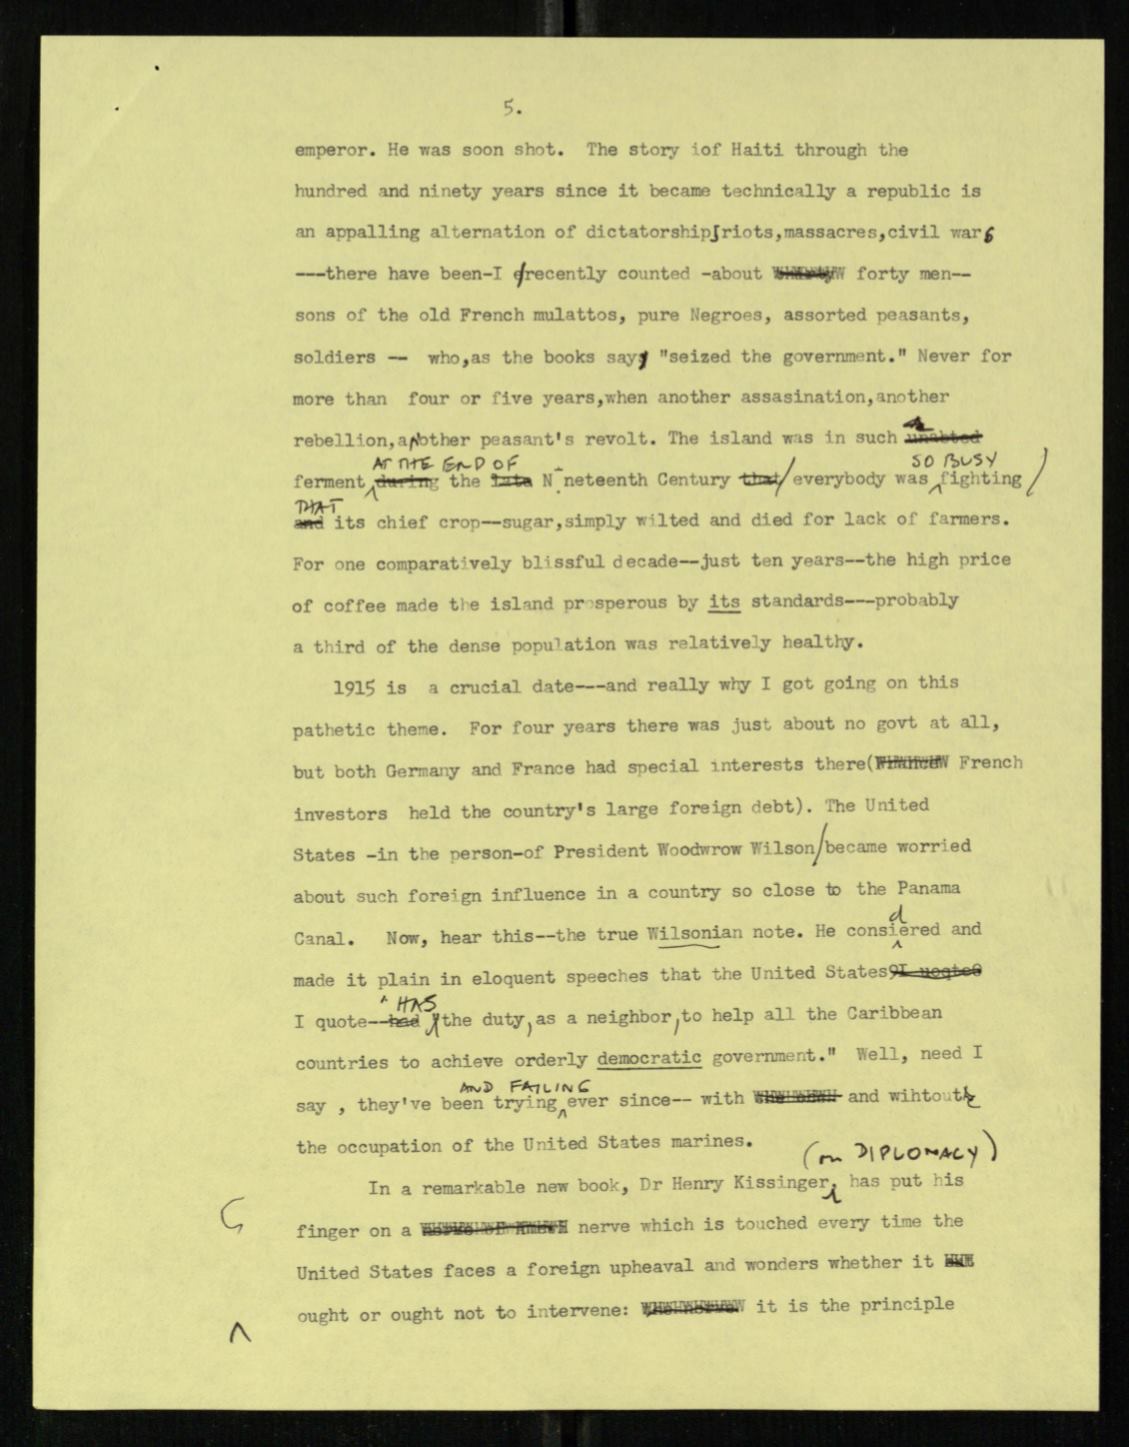 5.
emperor. He was soon shot. The story iof Haiti through the
hundred and ninety years since it became technically a republic is
an appalling alternation of dictatorship,riots,massacres,civil wars
---there have been-I recently counted -about forty men--
sons of the old French mulattos, pure Negroes, assorted peasants,
soldiers -- who,as the books say, "seized the government." Never for
more than four or five years,when another assasination,another
rebellion,another peasant's revolt. The island was in such a unabted
AT THE END OF SO BUSY
ferment during the late N neteenth Century that everybody was fighting
THAT
and its chief crop--sugar,simply wilted and died for lack of farmers.
For one comparatively blissful decade--just ten years--the high price
of coffee made the island prosperous by its standards---probably
a third of the dense population was relatively healthy.
1915 is a crucial date---and really why I got going on this
pathetic theme. For four years there was just about no govt at all,
but both Germany and France had special interests there( French
investors held the country's large foreign debt). The United
States -in the person-of President Woodwrow Wilson/became worried
about such foreign influence in a country so close to the Panama
d
Canal. Now, hear this--the true Wilsonian note. He consiered and
made it plain in eloquent speeches that the United States
" HAS
I quote--had the duty,as a neighbor,to help all the Caribbean
countries to achieve orderly democratic government." Well, need I
AND FAILING
say , they've been trying ever since-- with and wihtout
the occupation of the United States marines.
(on DIPLOMACY)
In a remarkable new book, Dr Henry Kissinger, has put his
finger on a nerve which is touched every time the
United States faces a foreign upheaval and wonders whether it
ought or ought not to intervene: it is the principle